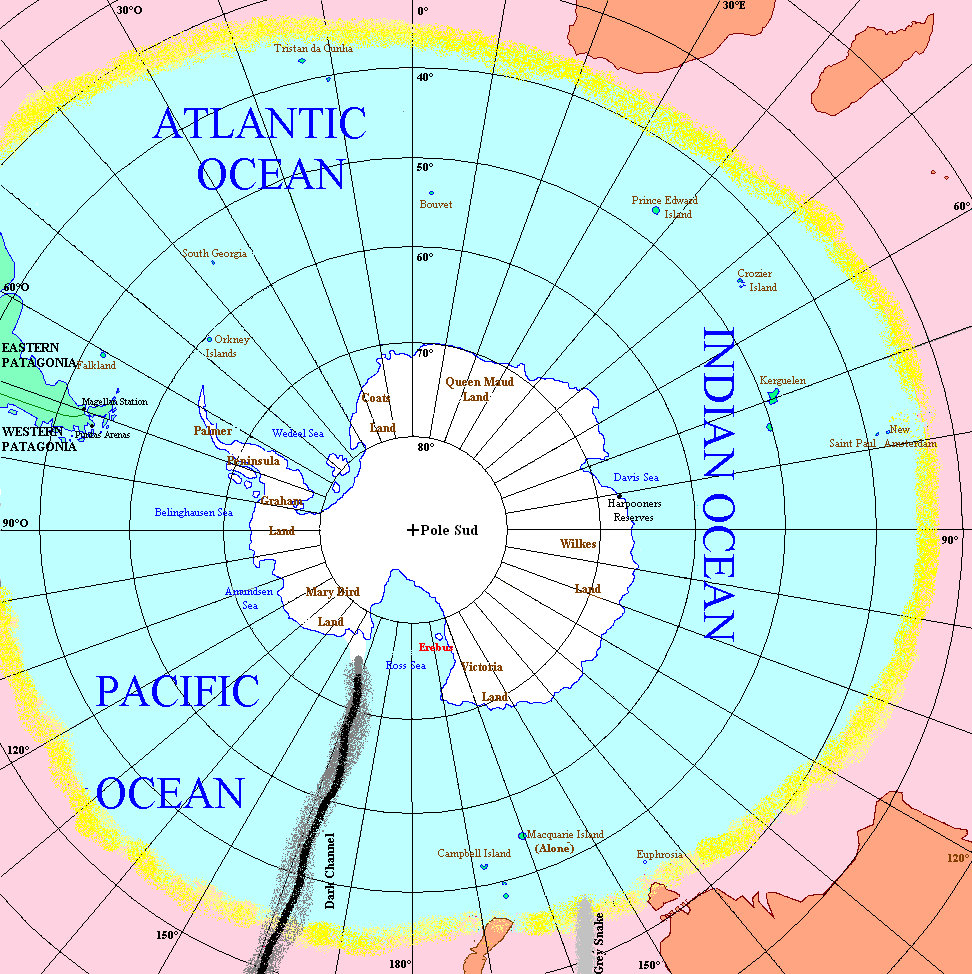 30°O
0°
30°E
Tristan da Cunha
40°
ATLANTIC
OCEAN
50°
Bouvet
Prince Edward
Island
60°
South Georgia
60°
Crozier
Island
60°O
Orkney
Islands
EASTERN
PATAGONIA
Falkland
70°
Queen Maud
Land
Kerguelen
INDIAN OCEAN
Coats
Land
Magellan Station
Puntas Arenas
WESTERN
PATAGONIA
Palmer
Peninsula
Wedeel Sea
80°
New
Saint Paul Amsterdam
Davis Sea
Harpooners
Reserves
Graham
Land
Belinghausen Sea
90°O
Pole Sud
Wilkes
Land
90°
Amundsen
Sea
Mary Bird
Land
Erebus
Ross Sea
Victoria
Land
PACIFIC
OCEAN
120°
Dark Channel
Macquarie Island
(Alone)
Campbell Island
Euphrosia
120°
150°
180°
Grey Snake
150°